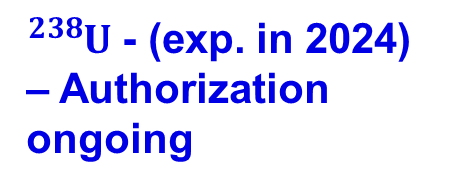 ²³⁸U - (exp. in 2024)
– Authorization
ongoing